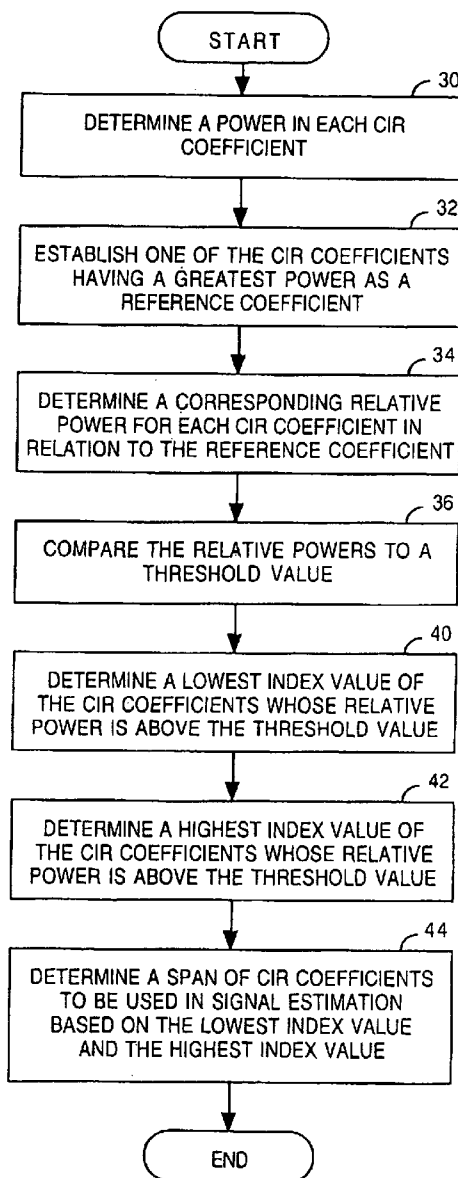 START
30
DETERMINE A POWER IN EACH CIR
COEFFICIENT
32
ESTABLISH ONE OF THE CIR COEFFICIENTS
HAVING A GREATEST POWER AS A
REFERENCE COEFFICIENT
34
DETERMINE A CORRESPONDING RELATIVE
POWER FOR EACH CIR COEFFICIENT IN
RELATION TO THE REFERENCE COEFFICIENT
36
COMPARE THE RELATIVE POWERS TO A
THRESHOLD VALUE
40
DETERMINE A LOWEST INDEX VALUE OF
THE CIR COEFFICIENTS WHOSE RELATIVE
POWER IS ABOVE THE THRESHOLD VALUE
42
DETERMINE A HIGHEST INDEX VALUE OF
THE CIR COEFFICIENTS WHOSE RELATIVE
POWER IS ABOVE THE THRESHOLD VALUE
44
DETERMINE A SPAN OF CIR COEFFICIENTS
TO BE USED IN SIGNAL ESTIMATION
BASED ON THE LOWEST INDEX VALUE
AND THE HIGHEST INDEX VALUE
END